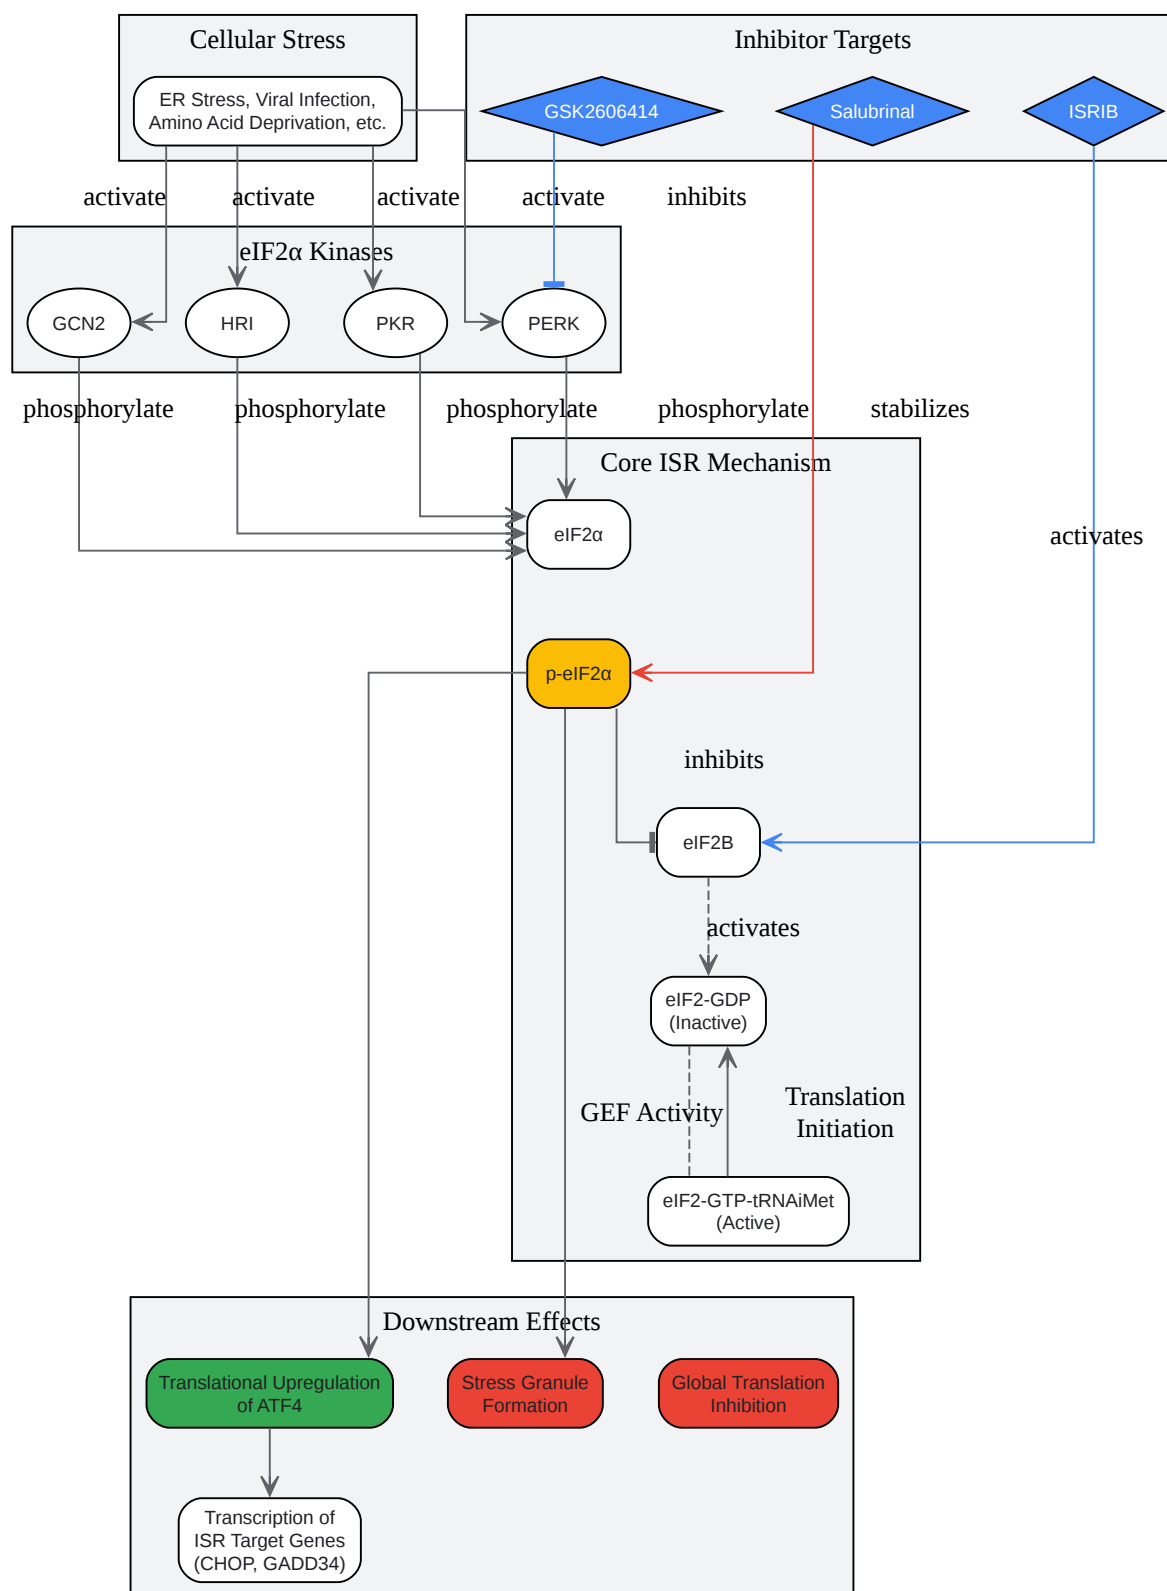 Cellular Stress
Inhibitor Targets
ER Stress, Viral Infection,
Amino Acid Deprivation, etc.
GSK2606414
Salubrinal
ISRIB
activate
activate
activate
activate
inhibits
eIF2α Kinases
GCN2
HRI
PKR
PERK
phosphorylate
phosphorylate
phosphorylate
phosphorylate
stabilizes
Core ISR Mechanism
eIF2α
activates
p-eIF2α
inhibits
eIF2B
activates
eIF2-GDP
(Inactive)
GEF Activity
Translation
Initiation
eIF2-GTP-tRNAiMet
(Active)
Downstream Effects
Translational Upregulation
of ATF4
Stress Granule
Formation
Global Translation
Inhibition
Transcription of
ISR Target Genes
(CHOP, GADD34)